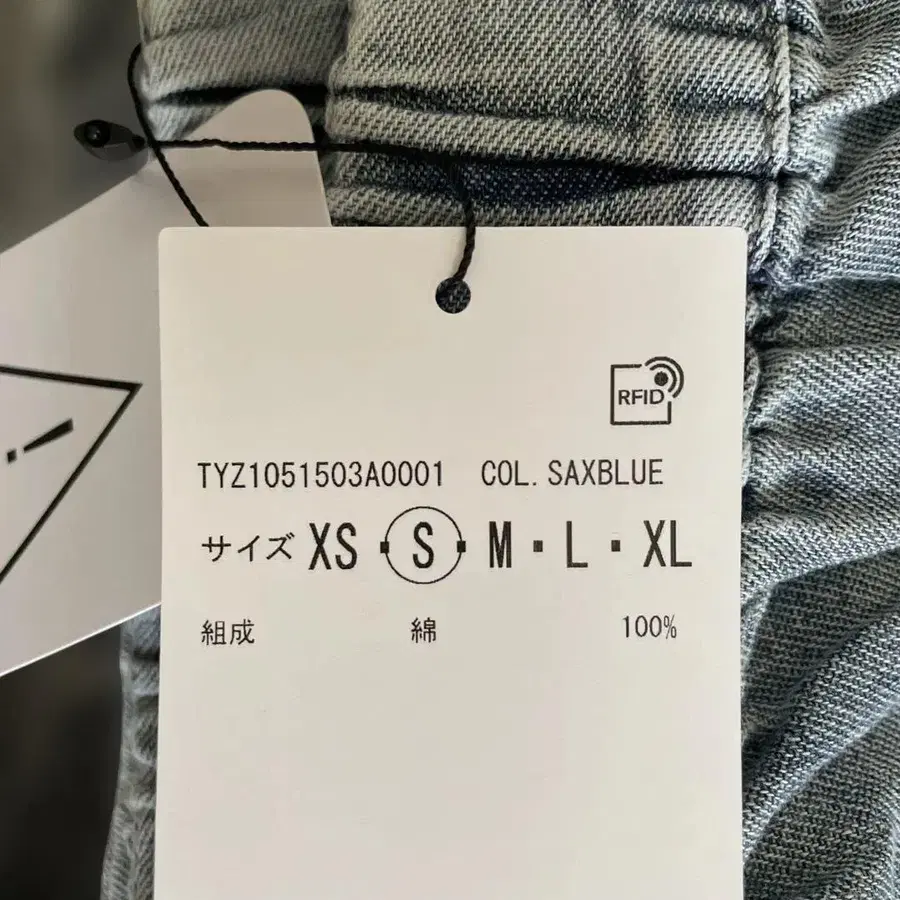 RFID
TYZ1051503A0001 COL. SAXBLUE
サイズ XS・S・M・L・XL
組成 綿 100%
!